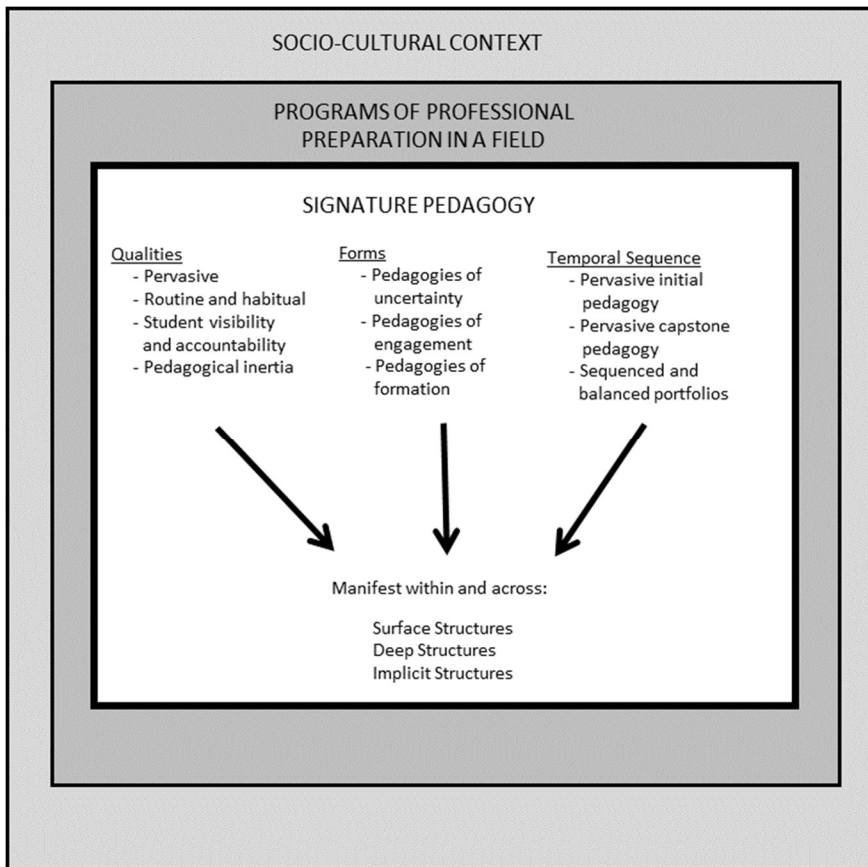 SOCIO-CULTURAL CONTEXT
PROGRAMS OF PROFESSIONAL
PREPARATION IN A FIELD
SIGNATURE PEDAGOGY
Qualities
- Pervasive
- Routine and habitual
- Student visibility
and accountability
- Pedagogical inertia
Forms
- Pedagogies of
uncertainty
- Pedagogies of
engagement
- Pedagogies of
formation
Temporal Sequence
- Pervasive initial
pedagogy
- Pervasive capstone
pedagogy
- Sequenced and
balanced portfolios
Manifest within and across:
Surface Structures
Deep Structures
Implicit Structures